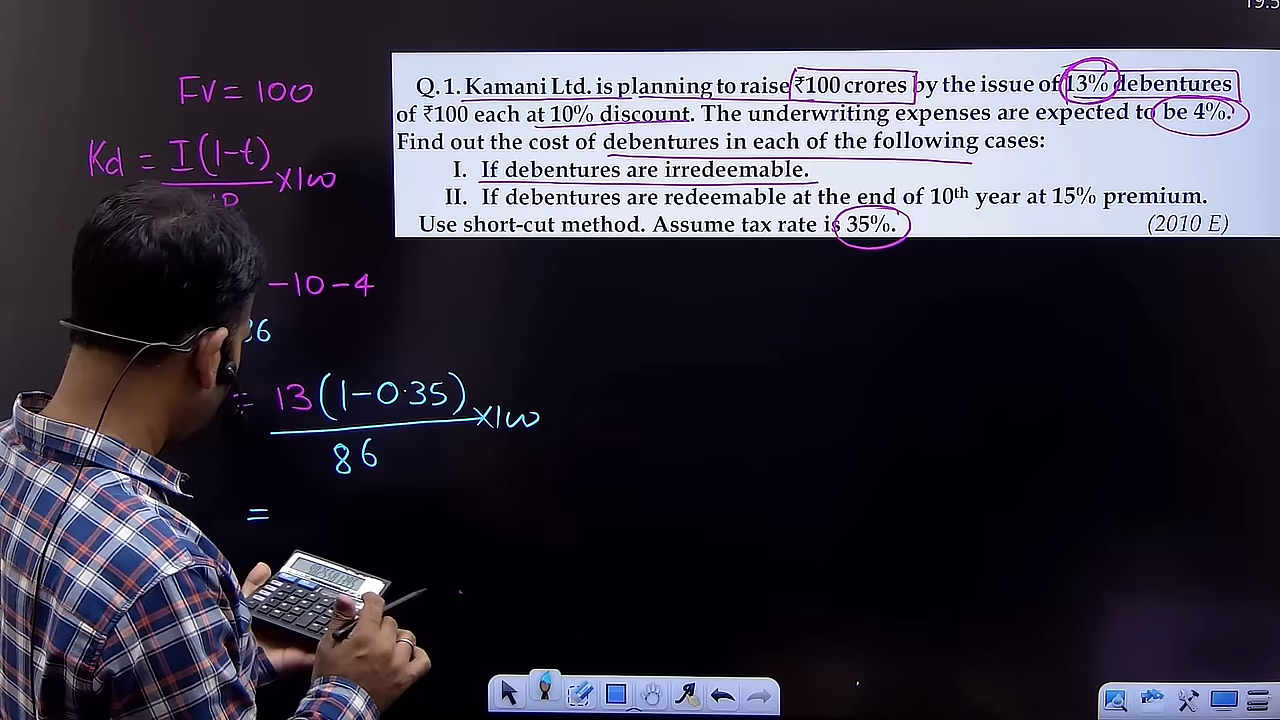 19.5
FV = 100
Kd = I(1-t) ×100
Q. 1. Kamani Ltd. is planning to raise ₹100 crores by the issue of 13% debentures
of ₹100 each at 10% discount. The underwriting expenses are expected to be 4%.
Find out the cost of debentures in each of the following cases:
I. If debentures are irredeemable.
II. If debentures are redeemable at the end of 10th year at 15% premium.
Use short-cut method. Assume tax rate is 35%. (2010 E)
-10-4
= 13(1-0.35) ×100
86
=